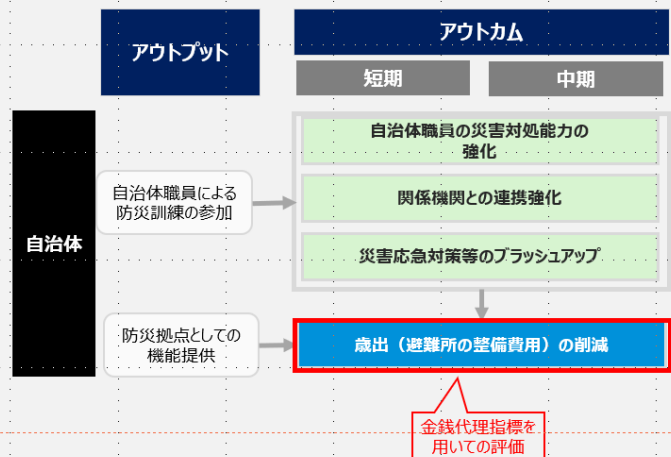 アウトプット
アウトカム
短期
中期
自治体
自治体職員による
防災訓練の参加
自治体職員の災害対処能力の
強化
関係機関との連携強化
災害応急対策等のブラッシュアップ
防災拠点としての
機能提供
歳出（避難所の整備費用）の削減
金銭代理指標を
用いての評価